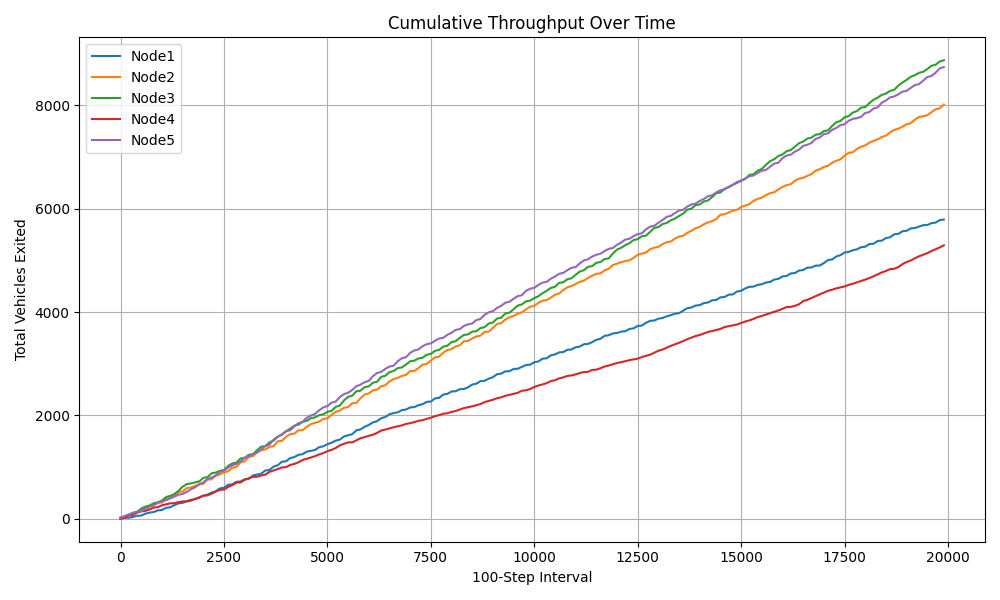 Cumulative Throughput Over Time
Node1
Node2
Node3
Node4
Node5
Total Vehicles Exited
8000
6000
4000
2000
0
0 2500 5000 7500 10000 12500 15000 17500 20000
100-Step Interval